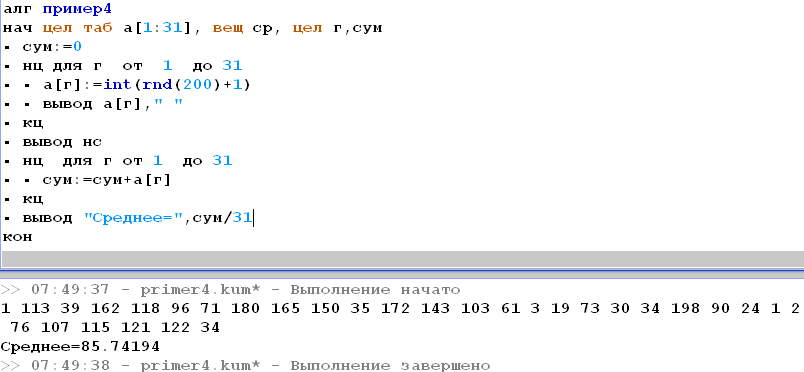 алг пример4
нач цел таб а[1:31], вещ ср, цел г,сум
▪ сум:=0
▪ нц для г от 1 до 31
▪ ▪ а[г]:=int(rnd(200)+1)
▪ ▪ вывод а[г]," "
▪ кц
▪ вывод нс
▪ нц для г от 1 до 31
▪ ▪ сум:=сум+а[г]
▪ кц
▪ вывод "Среднее=",сум/31
кон
>> 07:49:37 - primer4.kum* - Выполнение начато
1 113 39 162 118 96 71 180 165 150 35 172 143 103 61 3 19 73 30 34 198 90 24 1 2
76 107 115 121 122 34
Среднее=85.74194
>> 07:49:38 - primer4.kum* - Выполнение завершено